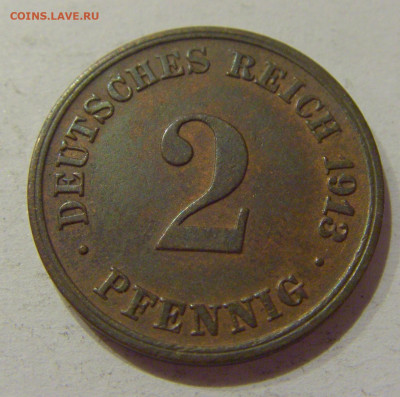 COINS.LAVE.RU
DEUTSCHES REICH 1913
2
PFENNIG